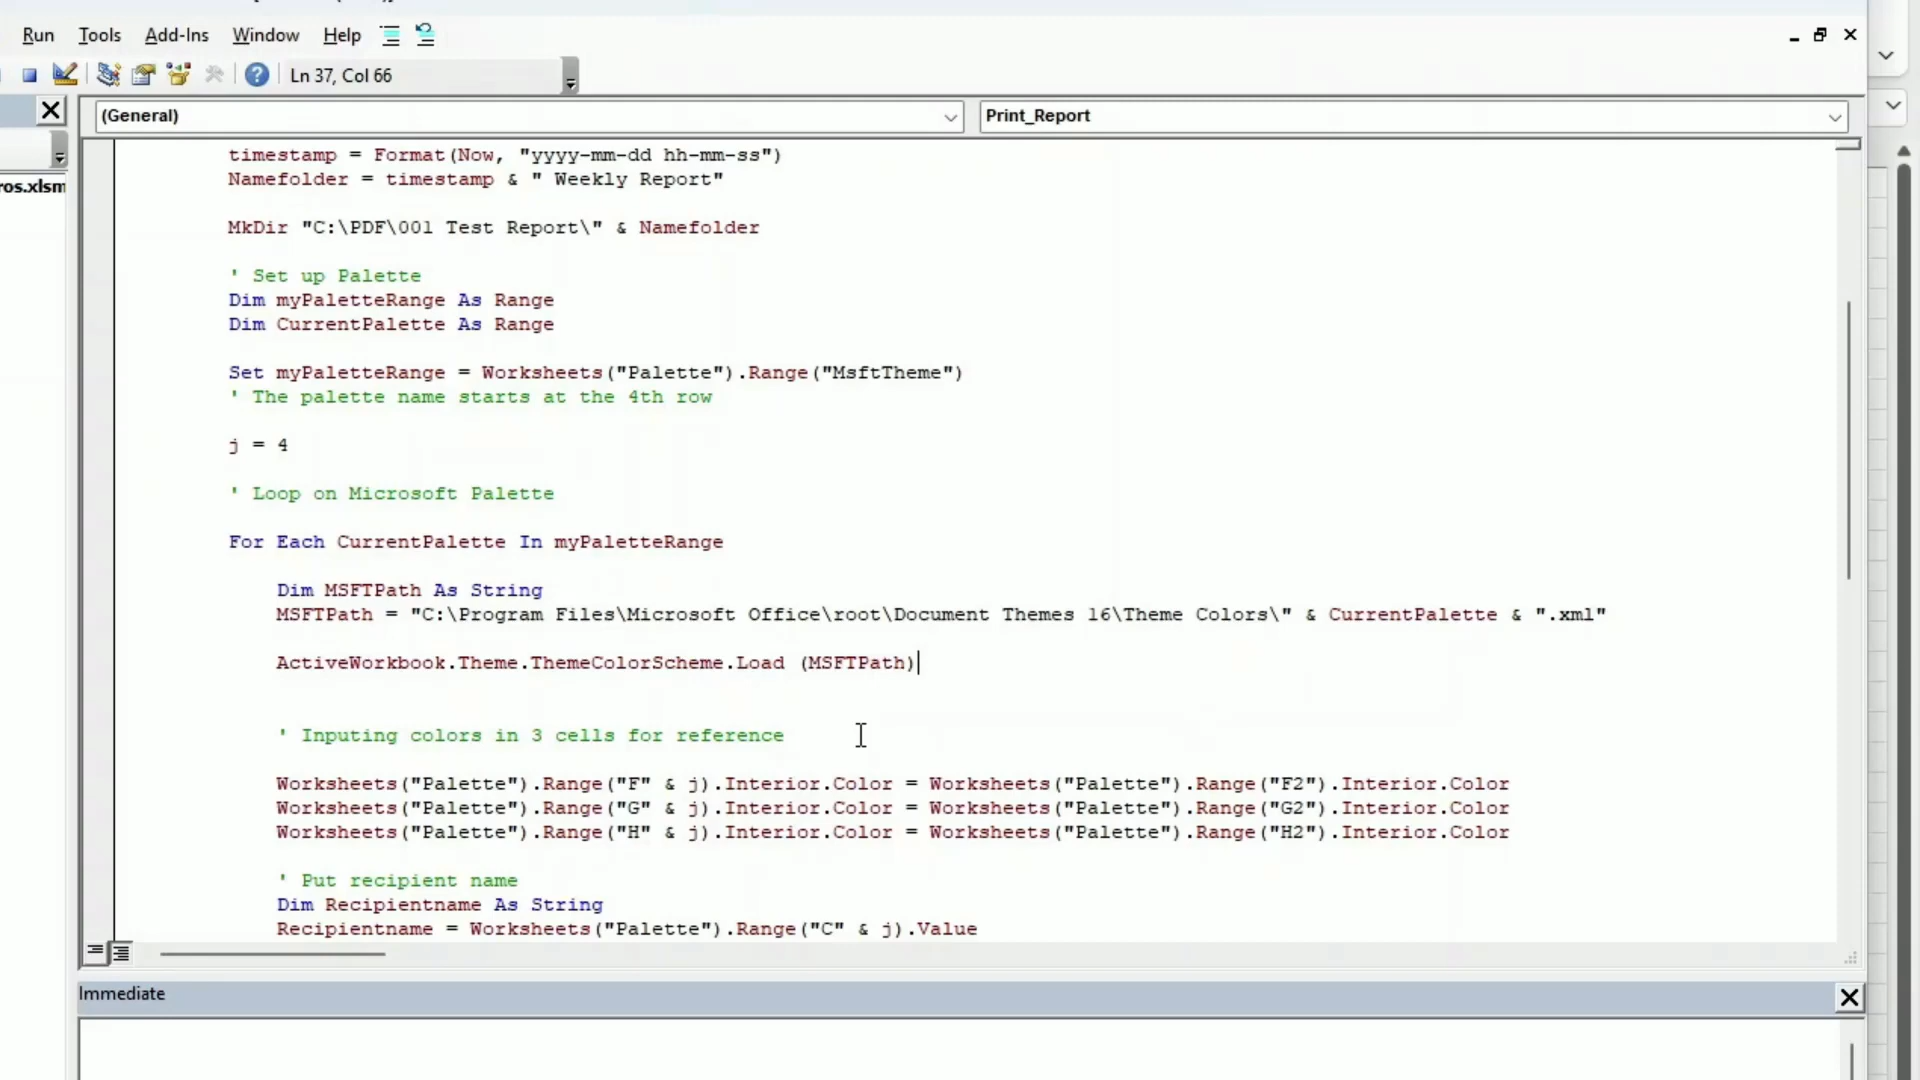 Run Tools Add-Ins Window Help
Ln 37, Col 66
(General) Print_Report
ros.xlsm
timestamp = Format(Now, "yyyy-mm-dd hh-mm-ss")
Namefolder = timestamp & " Weekly Report"
MkDir "C:\PDF\001 Test Report\" & Namefolder
' Set up Palette
Dim myPaletteRange As Range
Dim CurrentPalette As Range
Set myPaletteRange = Worksheets("Palette").Range("MsftTheme")
' The palette name starts at the 4th row
j = 4
' Loop on Microsoft Palette
For Each CurrentPalette In myPaletteRange
Dim MSFTPath As String
MSFTPath = "C:\Program Files\Microsoft Office\root\Document Themes 16\Theme Colors\" & CurrentPalette & ".xml"
ActiveWorkbook.Theme.ThemeColorScheme.Load (MSFTPath)
' Inputing colors in 3 cells for reference
Worksheets("Palette").Range("F" & j).Interior.Color = Worksheets("Palette").Range("F2").Interior.Color
Worksheets("Palette").Range("G" & j).Interior.Color = Worksheets("Palette").Range("G2").Interior.Color
Worksheets("Palette").Range("H" & j).Interior.Color = Worksheets("Palette").Range("H2").Interior.Color
' Put recipient name
Dim Recipientname As String
Recipientname = Worksheets("Palette").Range("C" & j).Value
Immediate